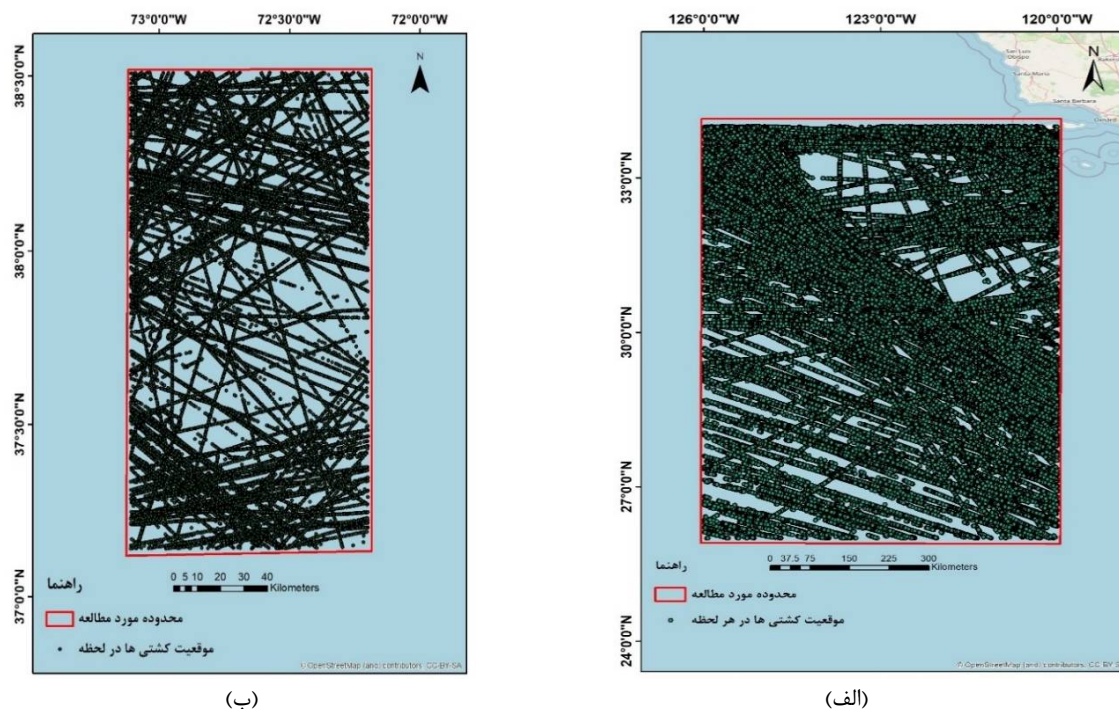 73°0'0"W 72°30'0"W 72°0'0"W
38°30'0"N
38°0'0"N
37°30'0"N
37°0'0"N
N
راهنما
0 5 10 20 30 40
Kilometers
محدوده مورد مطالعه
موقعیت کشتی ها در لحظه
© OpenStreetMap (and) contributors, CC-BY-SA
(ب)
126°0'0"W 123°0'0"W 120°0'0"W
33°0'0"N
30°0'0"N
27°0'0"N
24°0'0"N
San Luis
Obispo
Santa Maria
Santa Barbara
Oxnard
N
0 37.5 75 150 225 300
Kilometers
راهنما
محدوده مورد مطالعه
موقعیت کشتی ها در هر لحظه
© OpenStreetMap (and) contributors, CC-BY-S
(الف)